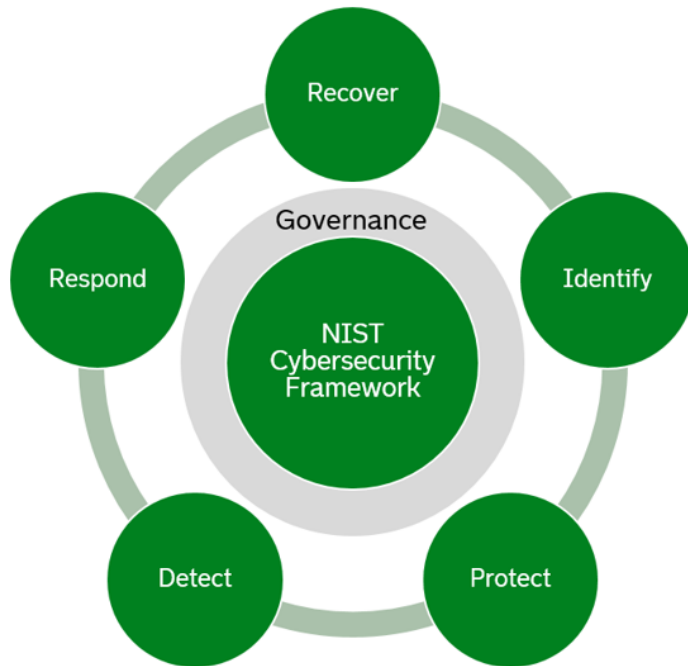 Recover
Governance
Respond
Identify
NIST
Cybersecurity
Framework
Detect
Protect